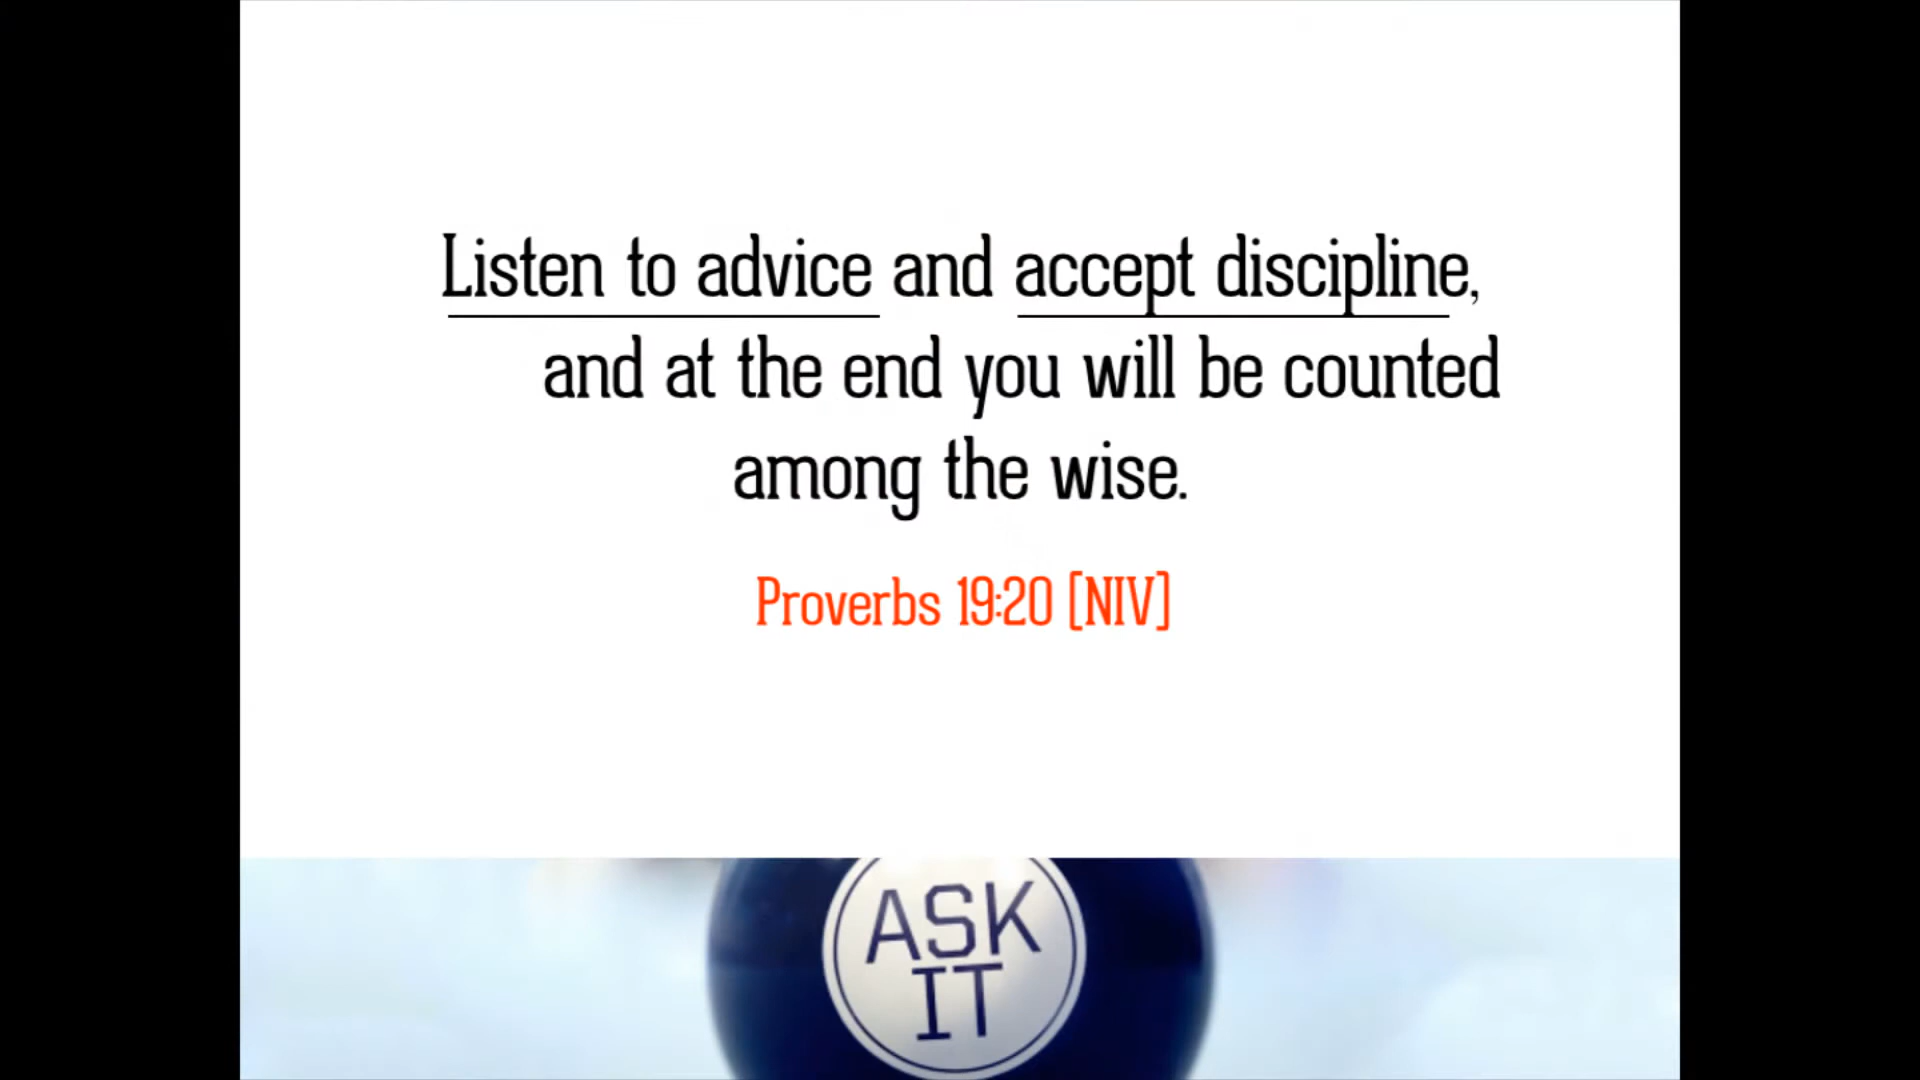 Listen to advice and accept discipline,
and at the end you will be counted
among the wise.
Proverbs 19:20 [NIV]
ASK
IT